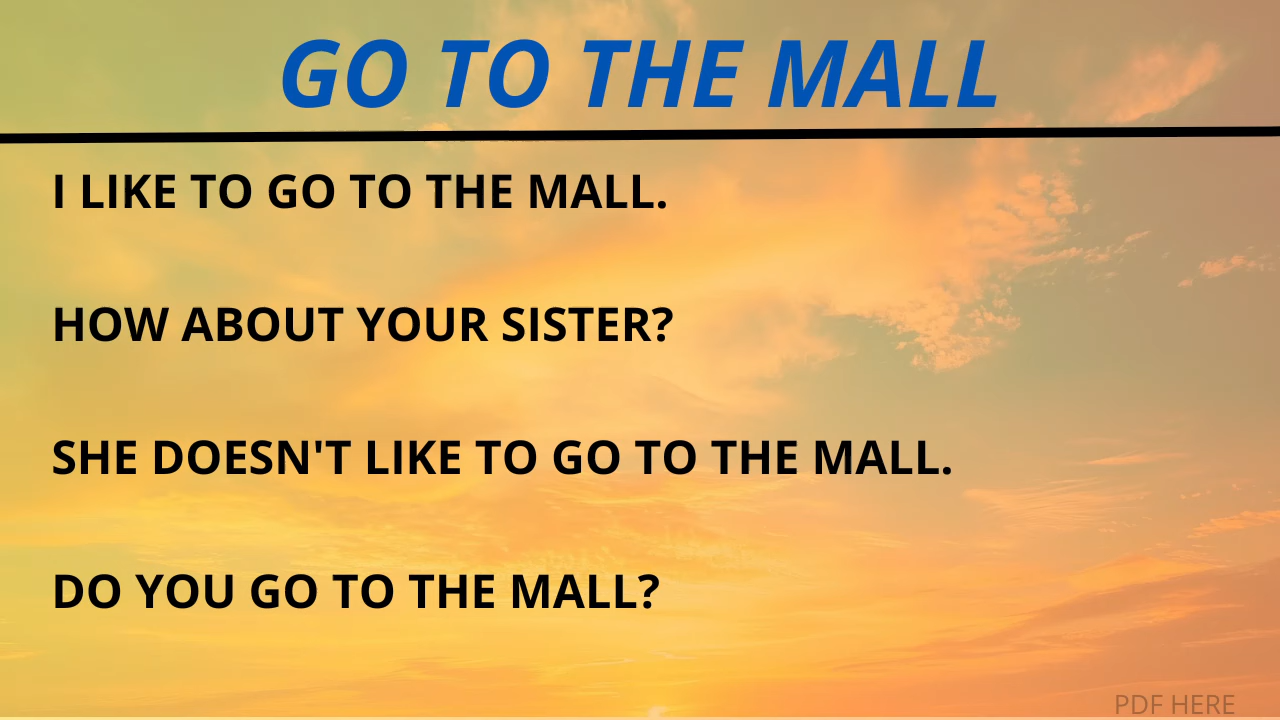 GO TO THE MALL
I LIKE TO GO TO THE MALL.
HOW ABOUT YOUR SISTER?
SHE DOESN'T LIKE TO GO TO THE MALL.
DO YOU GO TO THE MALL?
PDF HERE